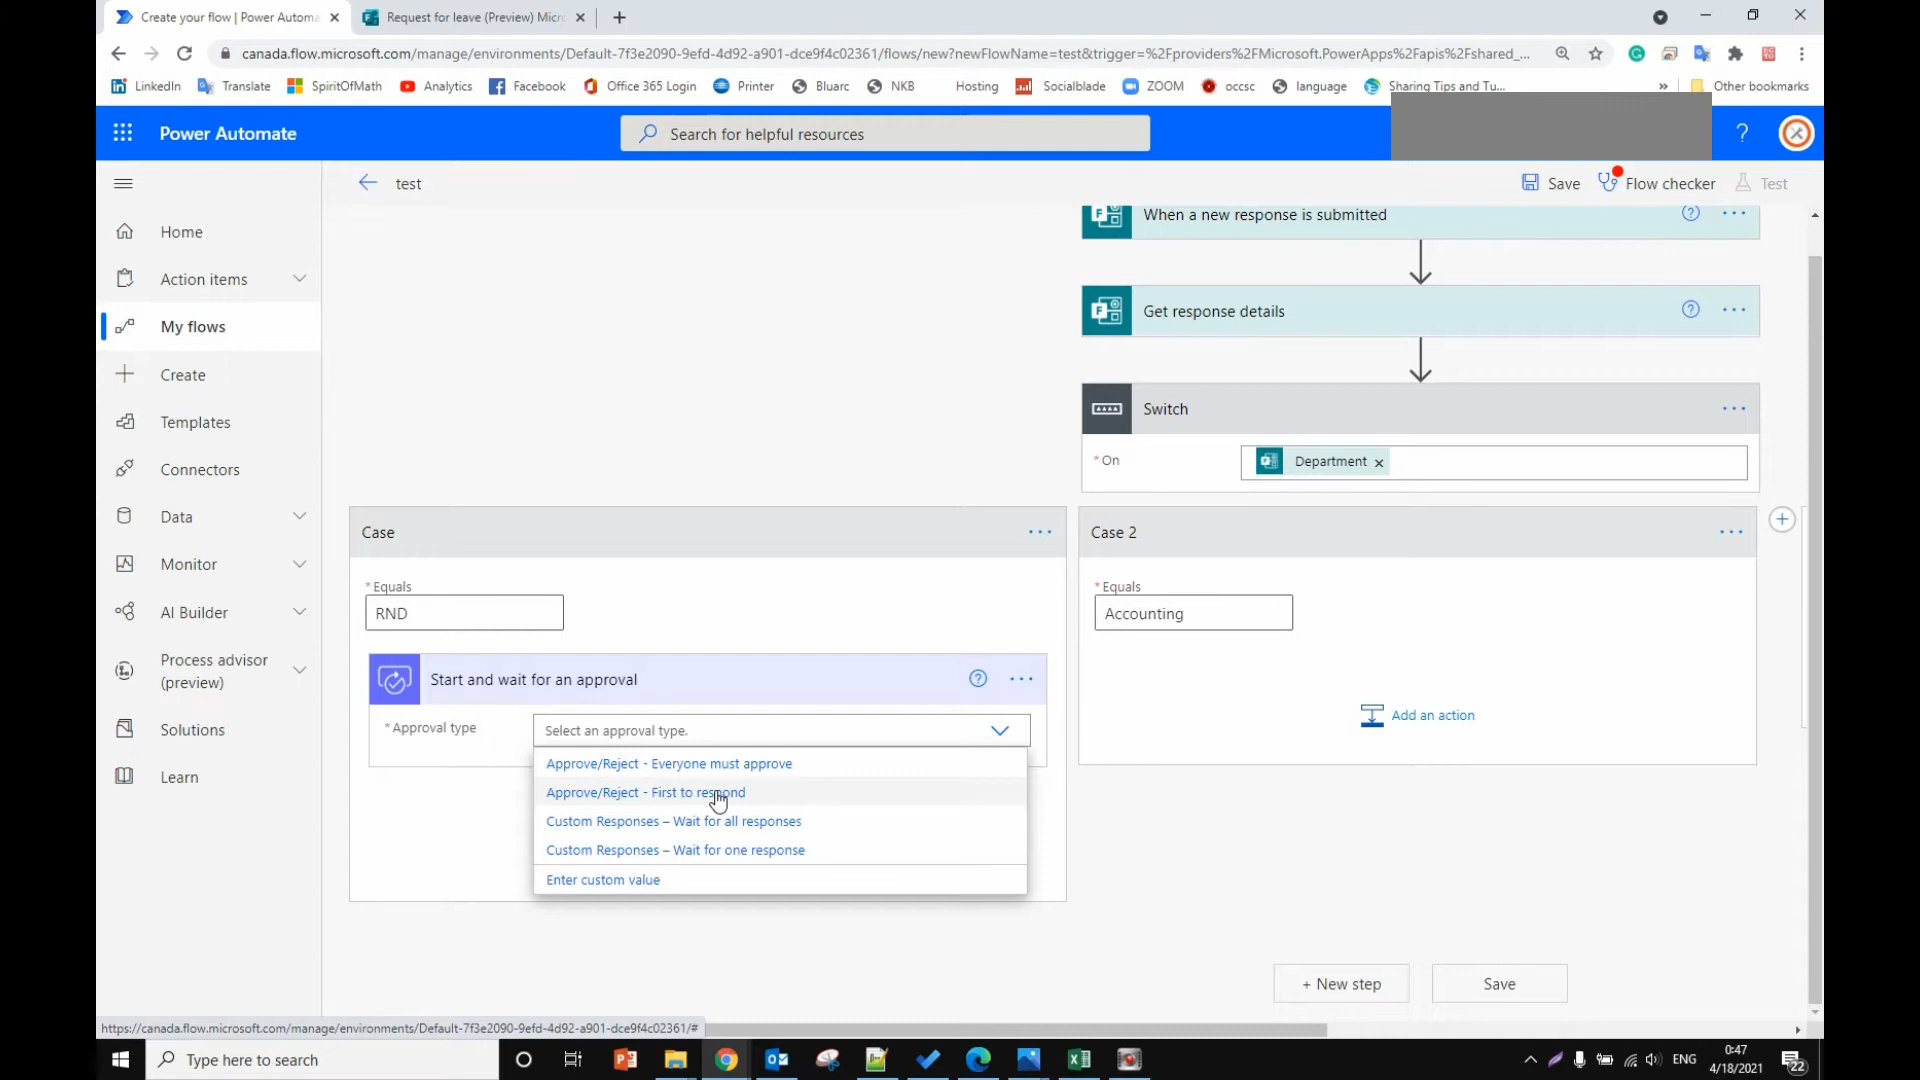 Create your flow | Power Automa
Request for leave (Preview) Micr
canada.flow.microsoft.com/manage/environments/Default-7f3e2090-9efd-4d92-a901-dce9f4c02361/flows/new?newFlowName=test&trigger=%2Fproviders%2FMicrosoft.PowerApps%2Fapis%2Fshared_...
LinkedIn Translate SpiritOfMath Analytics Facebook Office 365 Login Printer Bluarc NKB Hosting Socialblade ZOOM occsc language Sharing Tips and Tu... » Other bookmarks
Power Automate
Search for helpful resources
?
test
Save
Flow checker
Test
Home
Action items
My flows
Create
Templates
Connectors
Data
Monitor
AI Builder
Process advisor
(preview)
Solutions
Learn
When a new response is submitted
Get response details
Switch
* On
Department ×
Case
* Equals
RND
Start and wait for an approval
* Approval type
Select an approval type.
Approve/Reject - Everyone must approve
Approve/Reject - First to respond
Custom Responses – Wait for all responses
Custom Responses – Wait for one response
Enter custom value
Case 2
* Equals
Accounting
Add an action
+ New step
Save
https://canada.flow.microsoft.com/manage/environments/Default-7f3e2090-9efd-4d92-a901-dce9f4c02361/#
Type here to search
ENG
0:47
4/18/2021
22